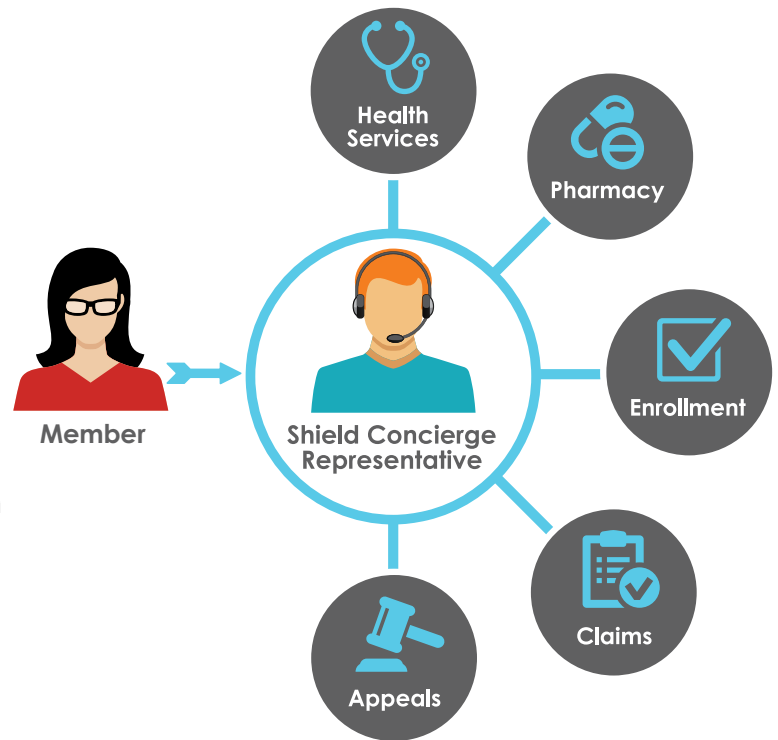 Health
Services
Pharmacy
Enrollment
Member
Shield Concierge
Representative
Claims
Appeals